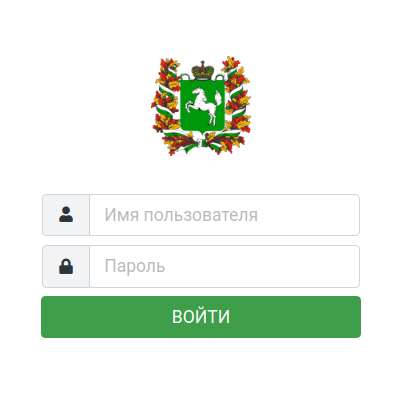 Имя пользователя
Пароль
ВОЙТИ